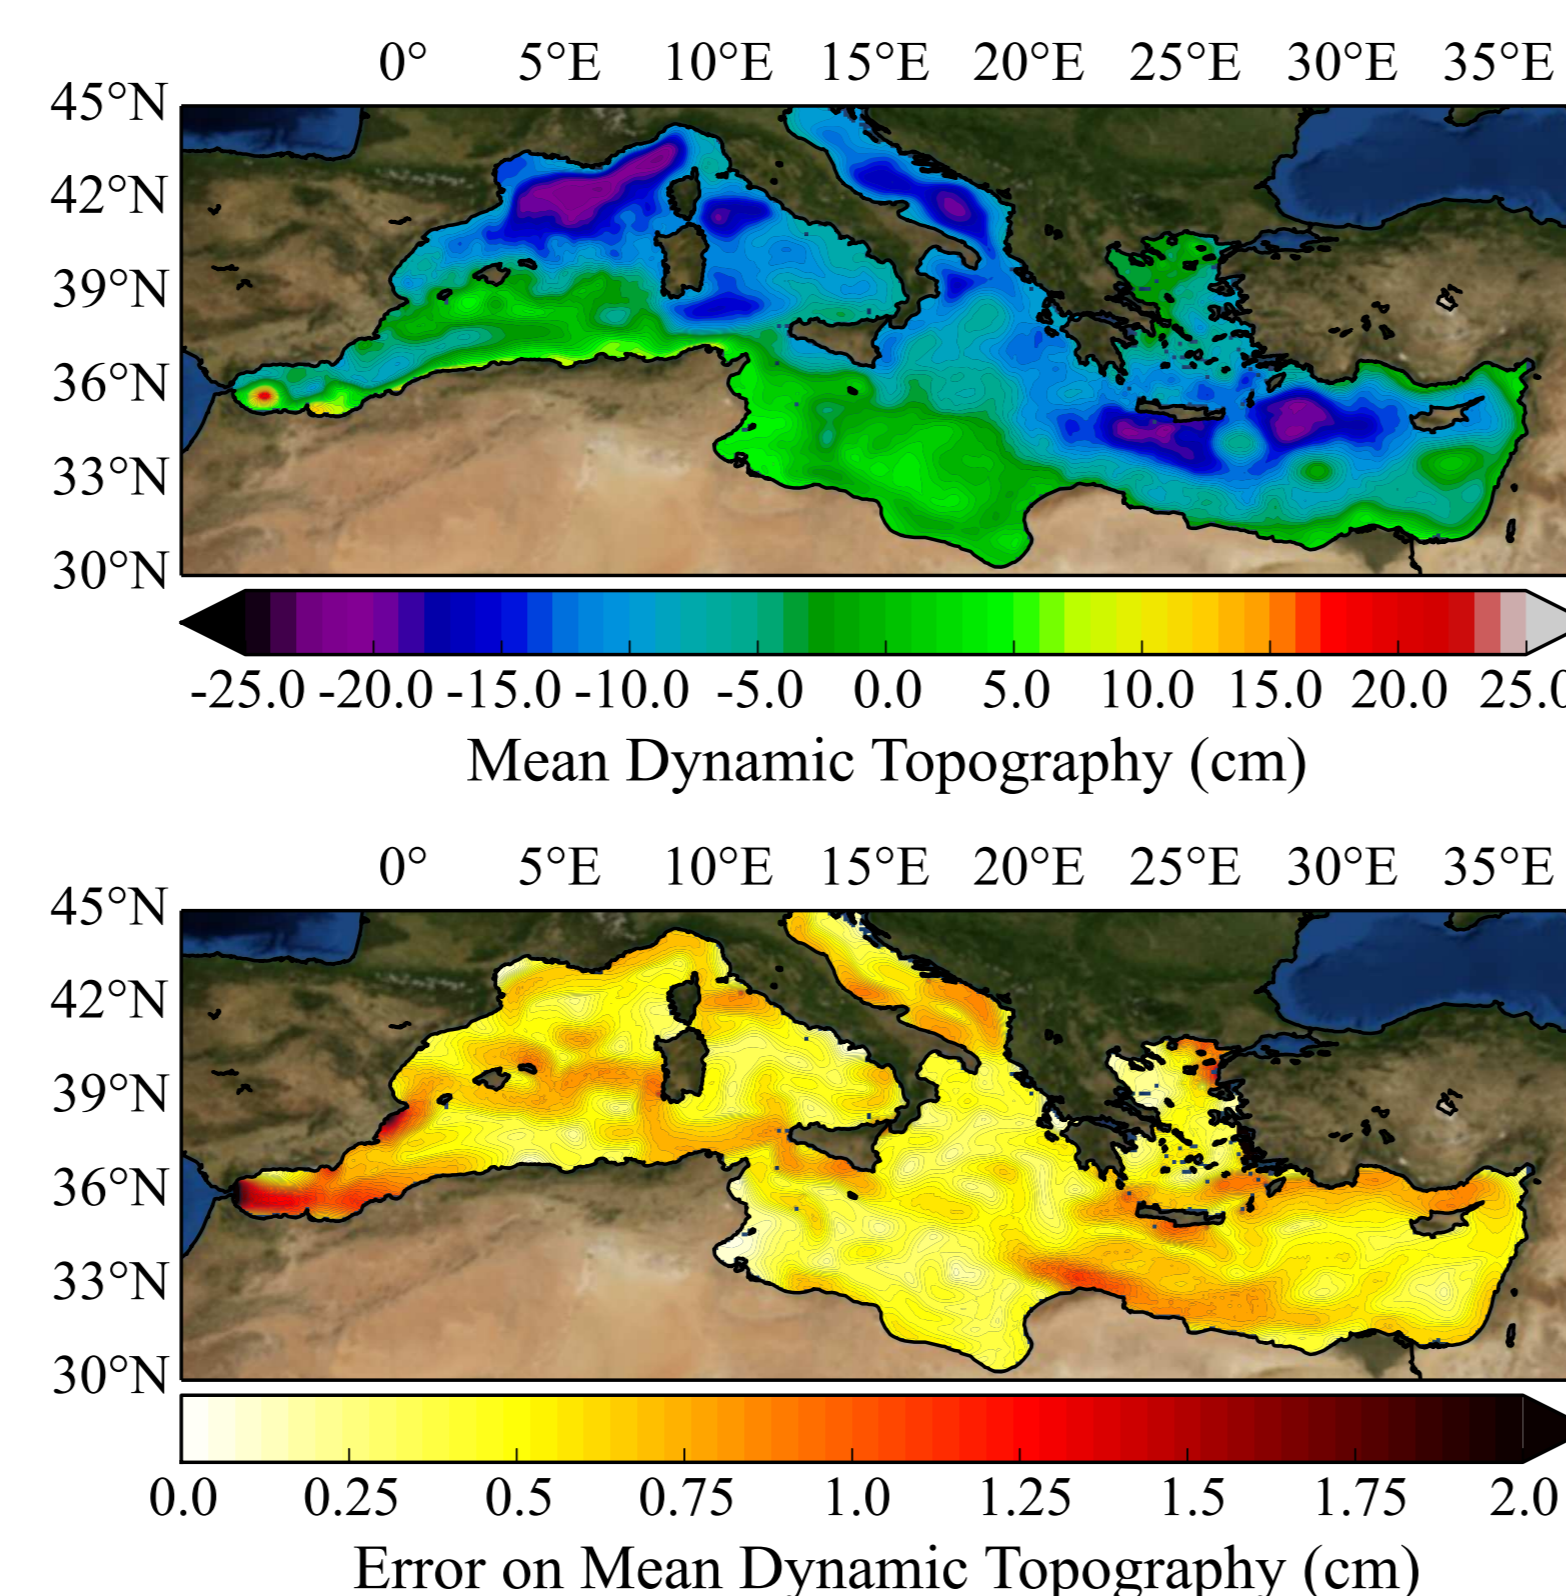 0° 5°E 10°E 15°E 20°E 25°E 30°E 35°E
45°N
42°N
39°N
36°N
33°N
30°N
-25.0 -20.0 -15.0 -10.0 -5.0 0.0 5.0 10.0 15.0 20.0 25.0
Mean Dynamic Topography (cm)
0° 5°E 10°E 15°E 20°E 25°E 30°E 35°E
45°N
42°N
39°N
36°N
33°N
30°N
0.0 0.25 0.5 0.75 1.0 1.25 1.5 1.75 2.0
Error on Mean Dynamic Topography (cm)